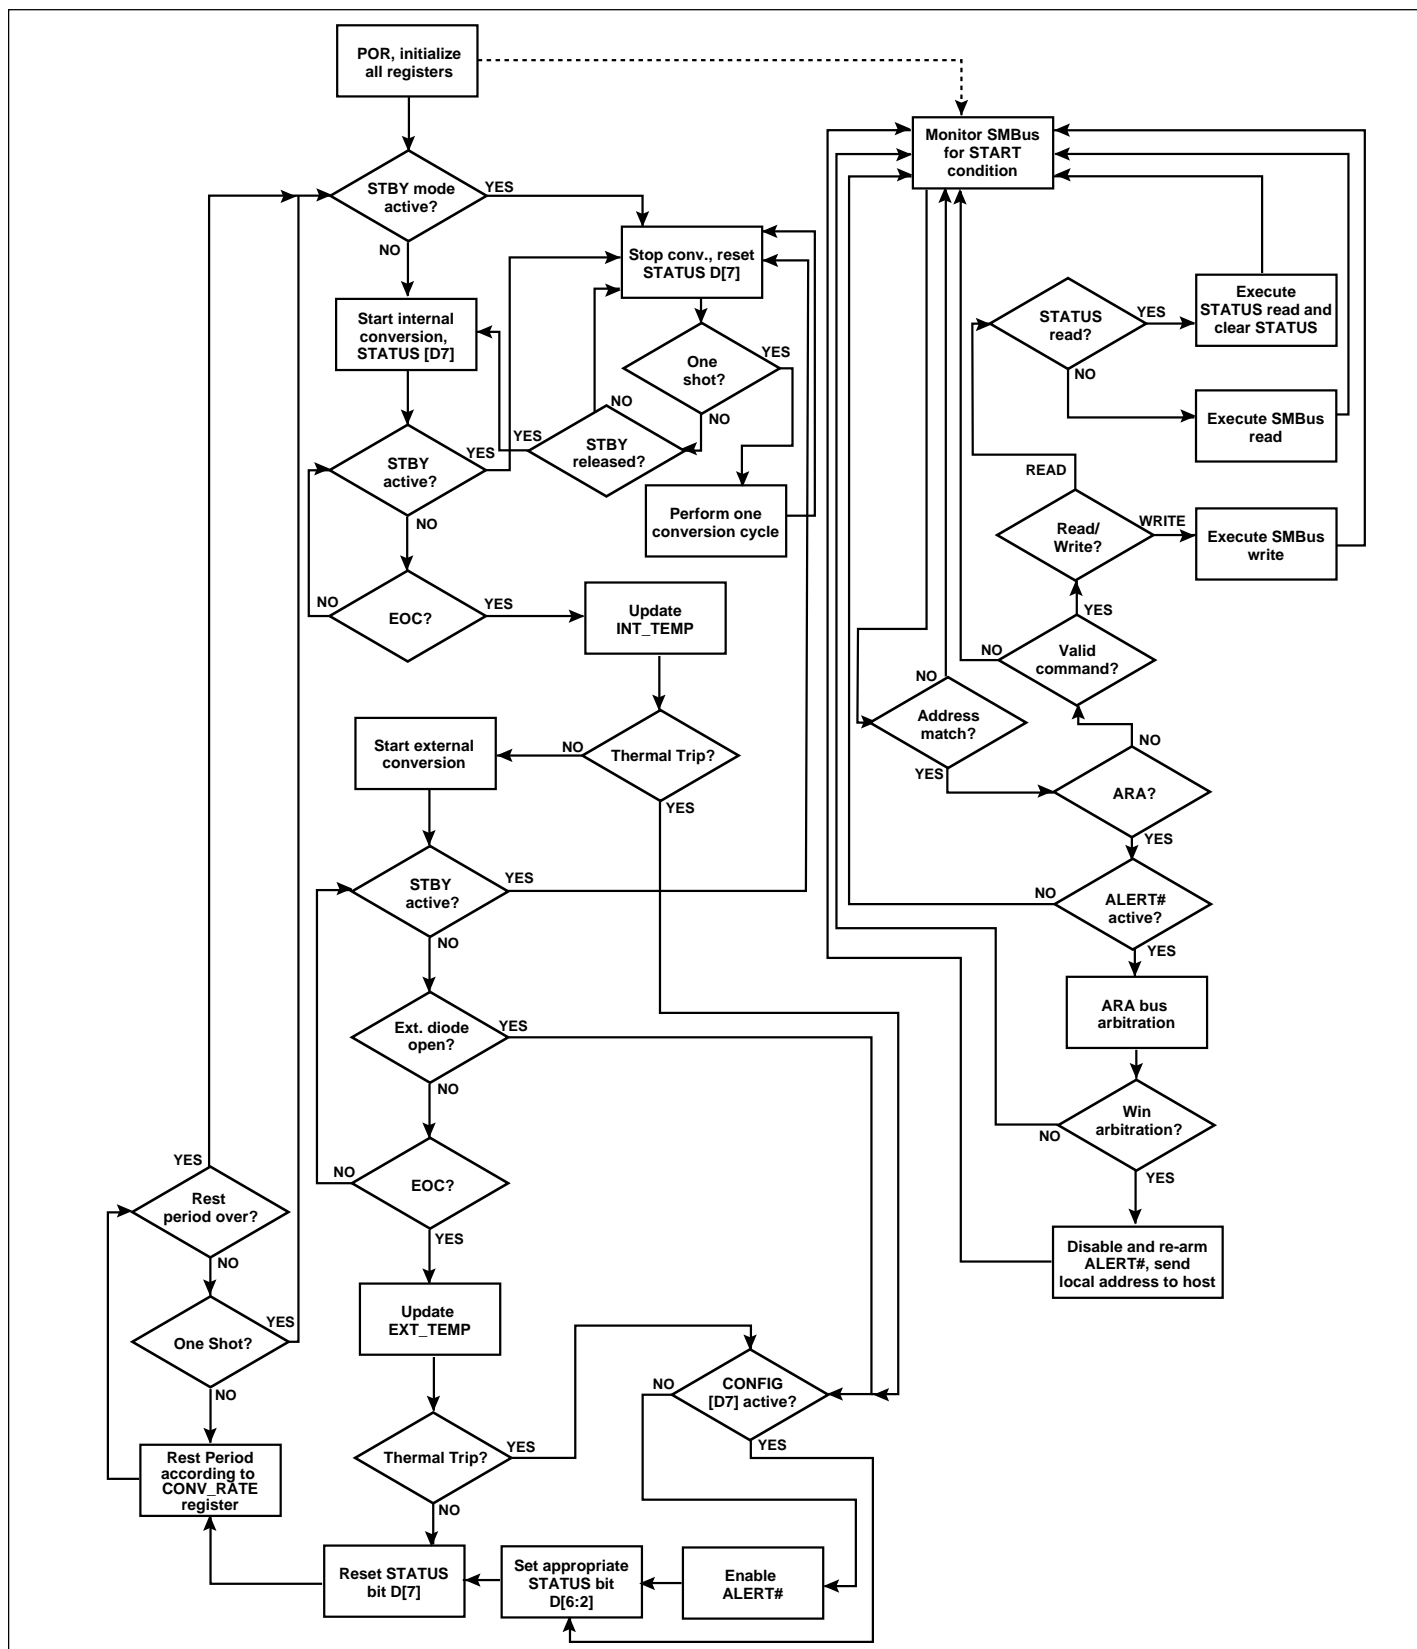 POR, initialize
all registers
STBY mode
active?
YES
NO
Stop conv., reset
STATUS D[7]
Start internal
conversion,
STATUS [D7]
One
shot?
YES
NO
NO
STBY
released?
YES
STBY
active?
YES
NO
Perform one
conversion cycle
EOC?
NO
YES
Update
INT_TEMP
Thermal Trip?
NO
YES
Start external
conversion
STBY
active?
YES
NO
Ext. diode
open?
YES
NO
EOC?
NO
YES
Update
EXT_TEMP
Thermal Trip?
YES
NO
CONFIG
[D7] active?
NO
YES
Enable
ALERT#
Set appropriate
STATUS bit
D[6:2]
Reset STATUS
bit D[7]
Rest Period
according to
CONV_RATE
register
YES
Rest
period over?
NO
One Shot?
YES
NO
Monitor SMBus
for START
condition
Execute
STATUS read and
clear STATUS
STATUS
read?
YES
NO
Execute SMBus
read
READ
Read/
Write?
WRITE
Execute SMBus
write
YES
Valid
command?
NO
NO
Address
match?
YES
NO
ARA?
YES
ALERT#
active?
NO
YES
ARA bus
arbitration
Win
arbitration?
NO
YES
Disable and re-arm
ALERT#, send
local address to host